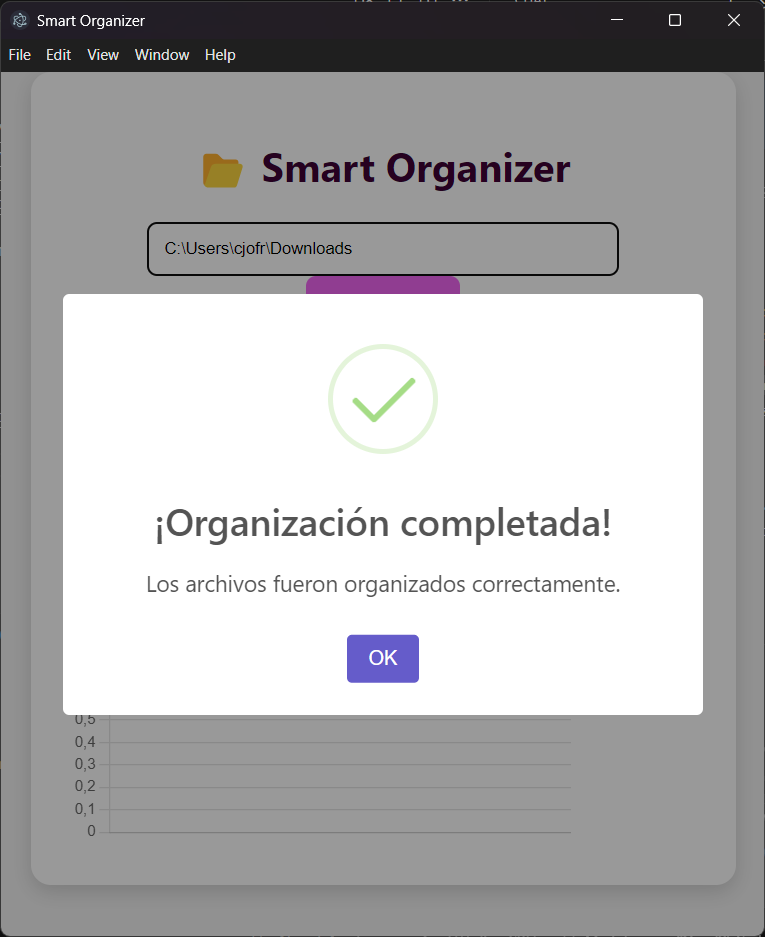 Smart Organizer
File Edit View Window Help
Smart Organizer
C:\Users\cjofr\Downloads
¡Organización completada!
Los archivos fueron organizados correctamente.
OK
0,5
0,4
0,3
0,2
0,1
0